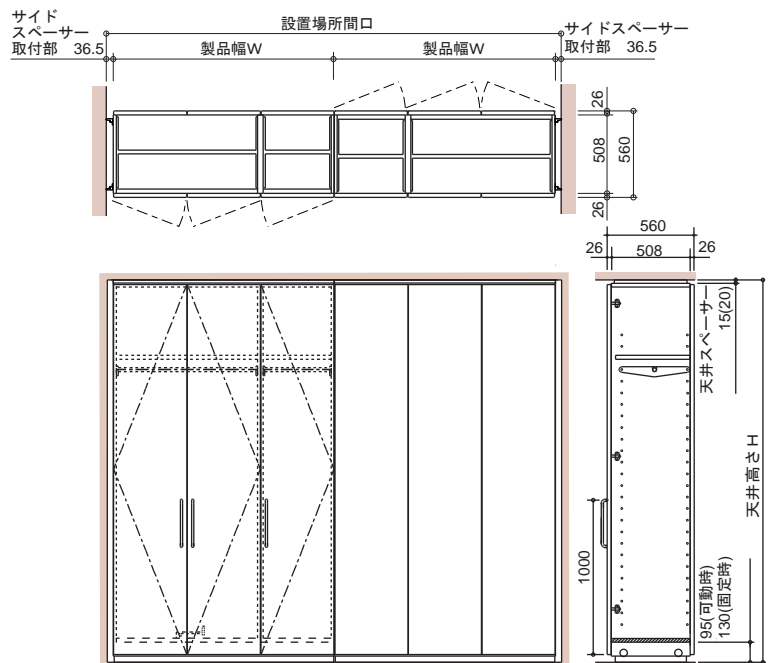 サイド
スペーサー
取付部 36.5
設置場所間口
サイドスペーサー
取付部 36.5
製品幅W
製品幅W
26
508
560
26
560
26
508
26
天井スペーサー
15(20)
天井高さH
1000
95(可動時)
130(固定時)